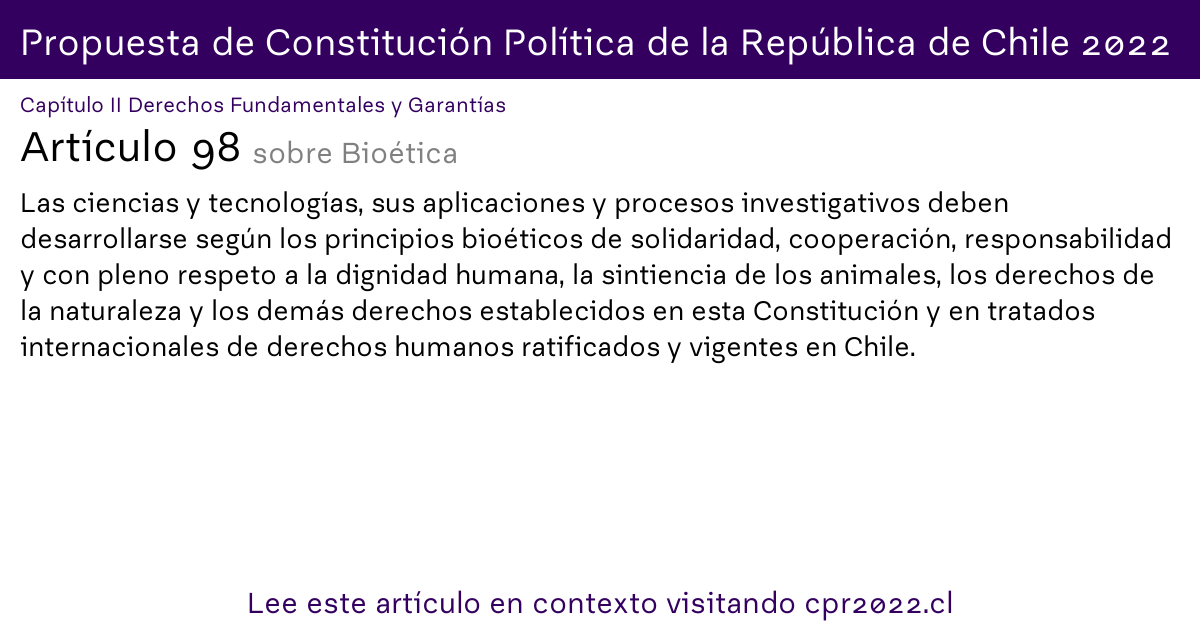 Propuesta de Constitución Política de la República de Chile 2022
Capítulo II Derechos Fundamentales y Garantías
Artículo 98 sobre Bioética
Las ciencias y tecnologías, sus aplicaciones y procesos investigativos deben
desarrollarse según los principios bioéticos de solidaridad, cooperación, responsabilidad
y con pleno respeto a la dignidad humana, la sintiencia de los animales, los derechos de
la naturaleza y los demás derechos establecidos en esta Constitución y en tratados
internacionales de derechos humanos ratificados y vigentes en Chile.
Lee este artículo en contexto visitando cpr2022.cl